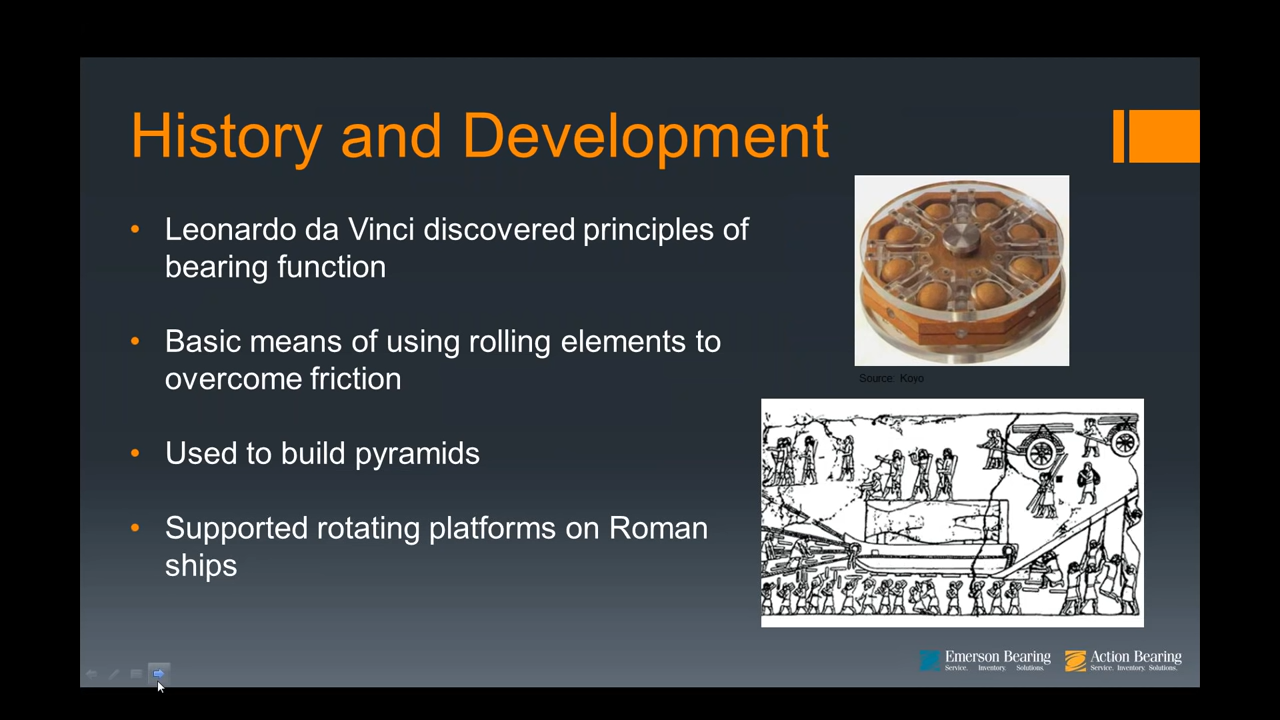 History and Development
• Leonardo da Vinci discovered principles of
bearing function
• Basic means of using rolling elements to
overcome friction
• Used to build pyramids
• Supported rotating platforms on Roman
ships
Source: Koyo
Emerson Bearing
Service. Inventory. Solutions.
Action Bearing
Service. Inventory. Solutions.